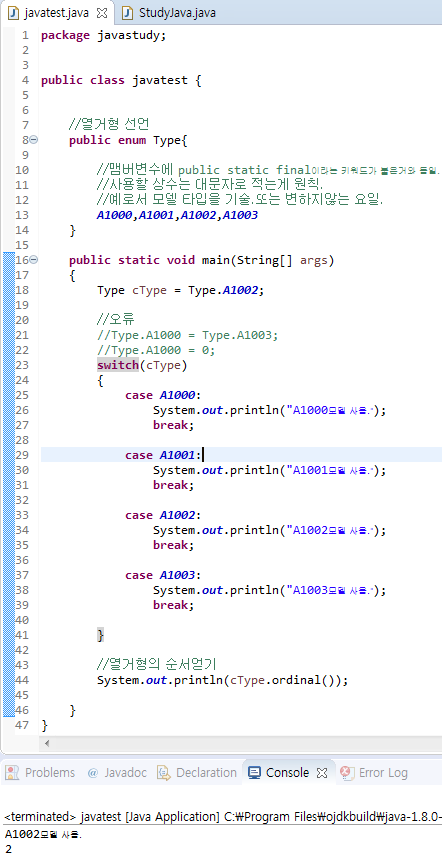 javatest.java StudyJava.java
1 package javastudy;
2
3
4 public class javatest {
5
6
7 //열거형 선언
8 public enum Type{
9
10 //맴버변수에 public static final이라는 키워드가 붙은거와 동일.
11 //사용할 상수는 대문자로 적는게 원칙.
12 //예로서 모델 타입을 기술.또는 변하지않는 요일.
13 A1000,A1001,A1002,A1003
14 }
15
16 public static void main(String[] args)
17 {
18 Type cType = Type.A1002;
19
20 //오류
21 //Type.A1000 = Type.A1003;
22 //Type.A1000 = 0;
23 switch(cType)
24 {
25 case A1000:
26 System.out.println("A1000모델 사용.");
27 break;
28
29 case A1001:
30 System.out.println("A1001모델 사용.");
31 break;
32
33 case A1002:
34 System.out.println("A1002모델 사용.");
35 break;
36
37 case A1003:
38 System.out.println("A1003모델 사용.");
39 break;
40
41 }
42
43 //열거형의 순서얻기
44 System.out.println(cType.ordinal());
45
46 }
47 }
Problems @ Javadoc Declaration Console Error Log
<terminated> javatest [Java Application] C:₩Program Files₩ojdkbuild₩java-1.8.0-
A1002모델 사용.
2